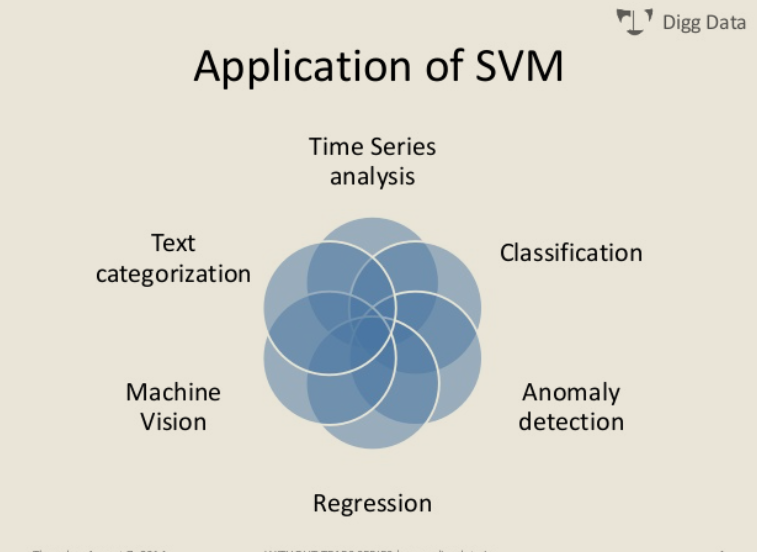 Digg Data
Application of SVM
Time Series
analysis
Text
categorization
Classification
Machine
Vision
Anomaly
detection
Regression